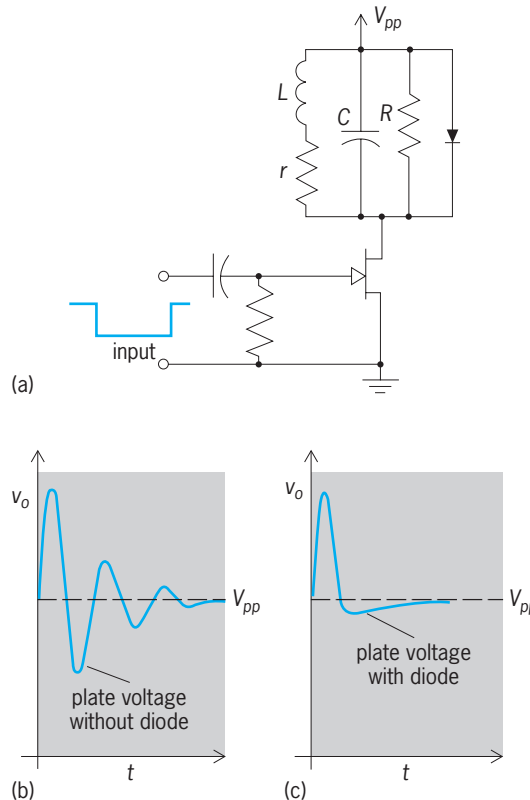 V_pp
L
C
R
r
input
(a)
v_o
V_pp
plate voltage
without diode
t
(b)
v_o
V_p
plate voltage
with diode
t
(c)